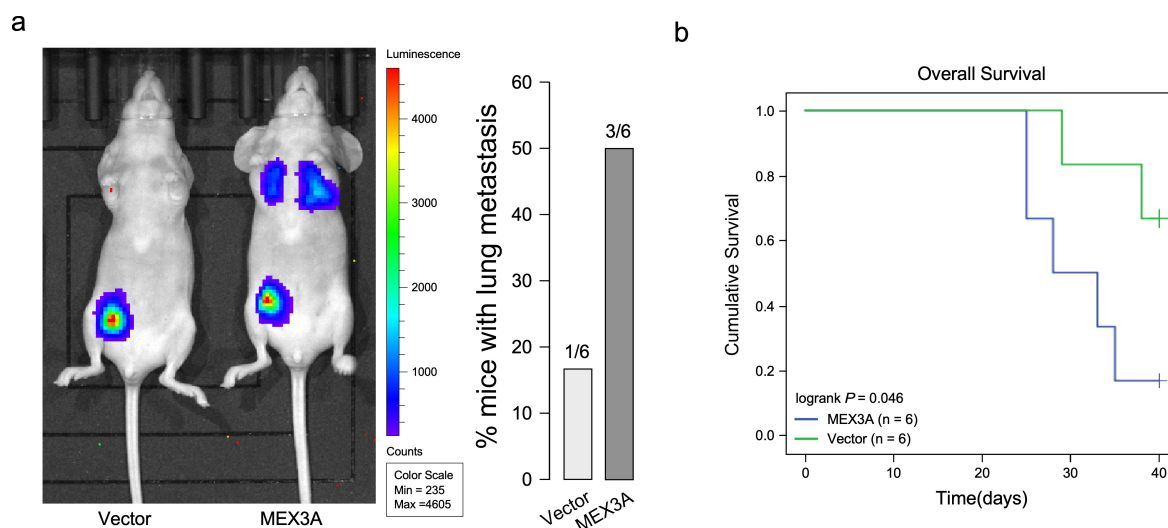 a
Luminescence
4000
3000
2000
1000
Counts
Color Scale
Min = 235
Max =4605
Vector
MEX3A
% mice with lung metastasis
60
50
40
30
20
10
0
1/6
3/6
Vector
MEX3A
b
Overall Survival
Cumulative Survival
1.0
0.8
0.6
0.4
0.2
0.0
logrank P = 0.046
MEX3A (n = 6)
Vector (n = 6)
0
10
20
30
40
Time(days)